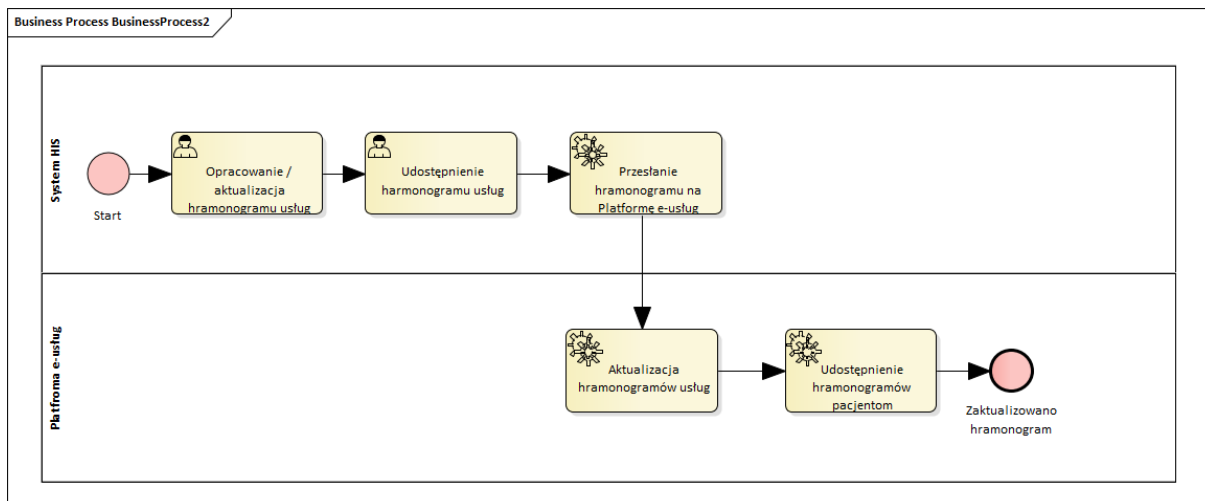 Business Process BusinessProcess2
System HIS
Start
Opracowanie /
aktualizacja
hramonogramu usług
Udostępnienie
harmonogramu usług
Przesłanie
hramonogramu na
Platformę e-usług
Platfroma e-usług
Aktualizacja
hramonogramów usług
Udostępnienie
hramonogramów
pacjentom
Zaktualizowano
hramonogram